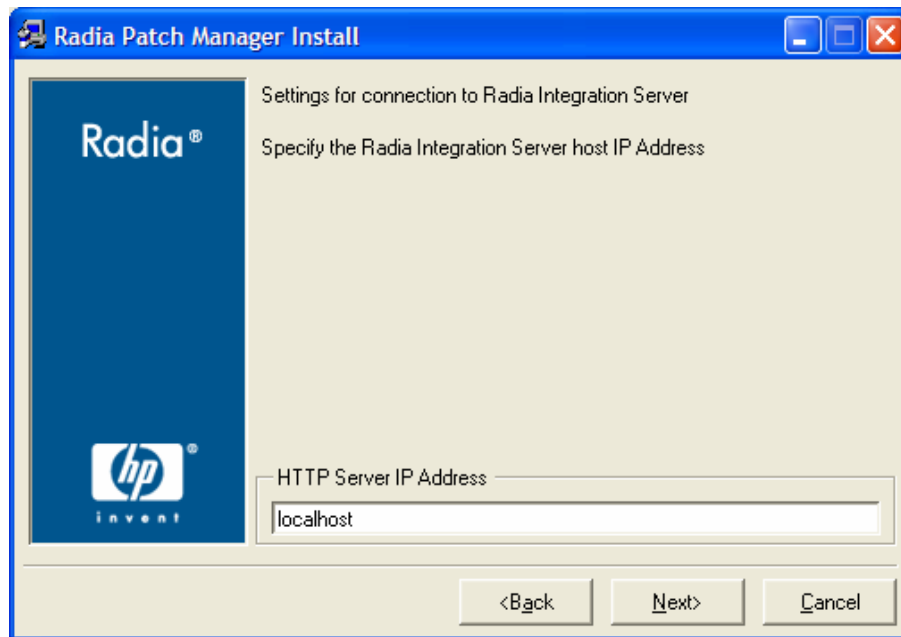 Radia Patch Manager Install
Radia®
Settings for connection to Radia Integration Server
Specify the Radia Integration Server host IP Address
hp®
invent
HTTP Server IP Address
localhost
<Back
Next>
Cancel